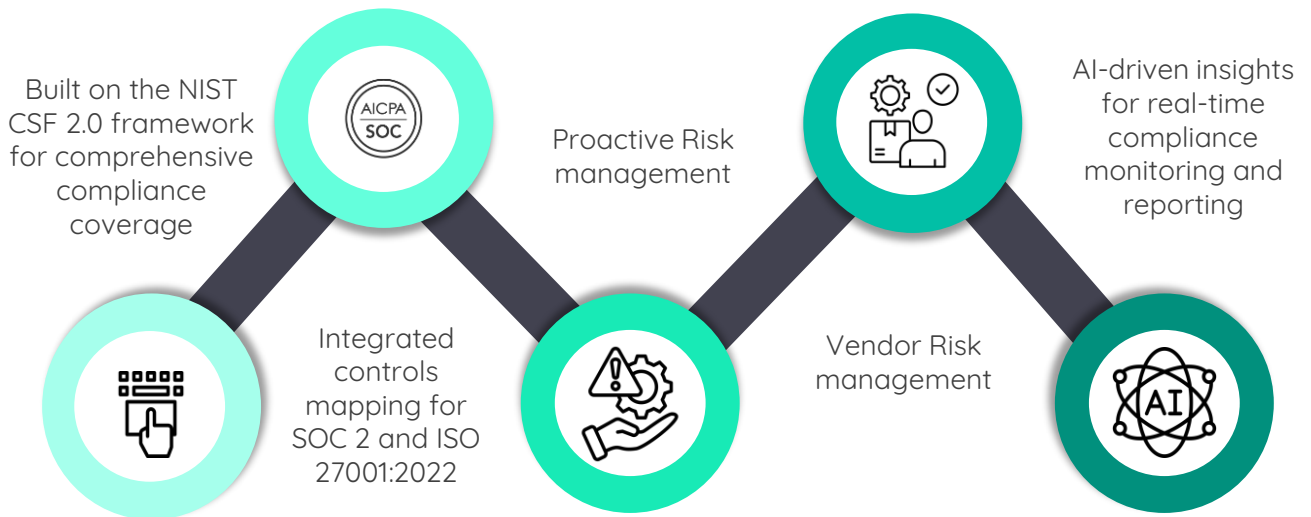 Built on the NIST
CSF 2.0 framework
for comprehensive
compliance
coverage
AICPA
SOC
Integrated
controls
mapping for
SOC 2 and ISO
27001:2022
Proactive Risk
management
Vendor Risk
management
AI-driven insights
for real-time
compliance
monitoring and
reporting
AI